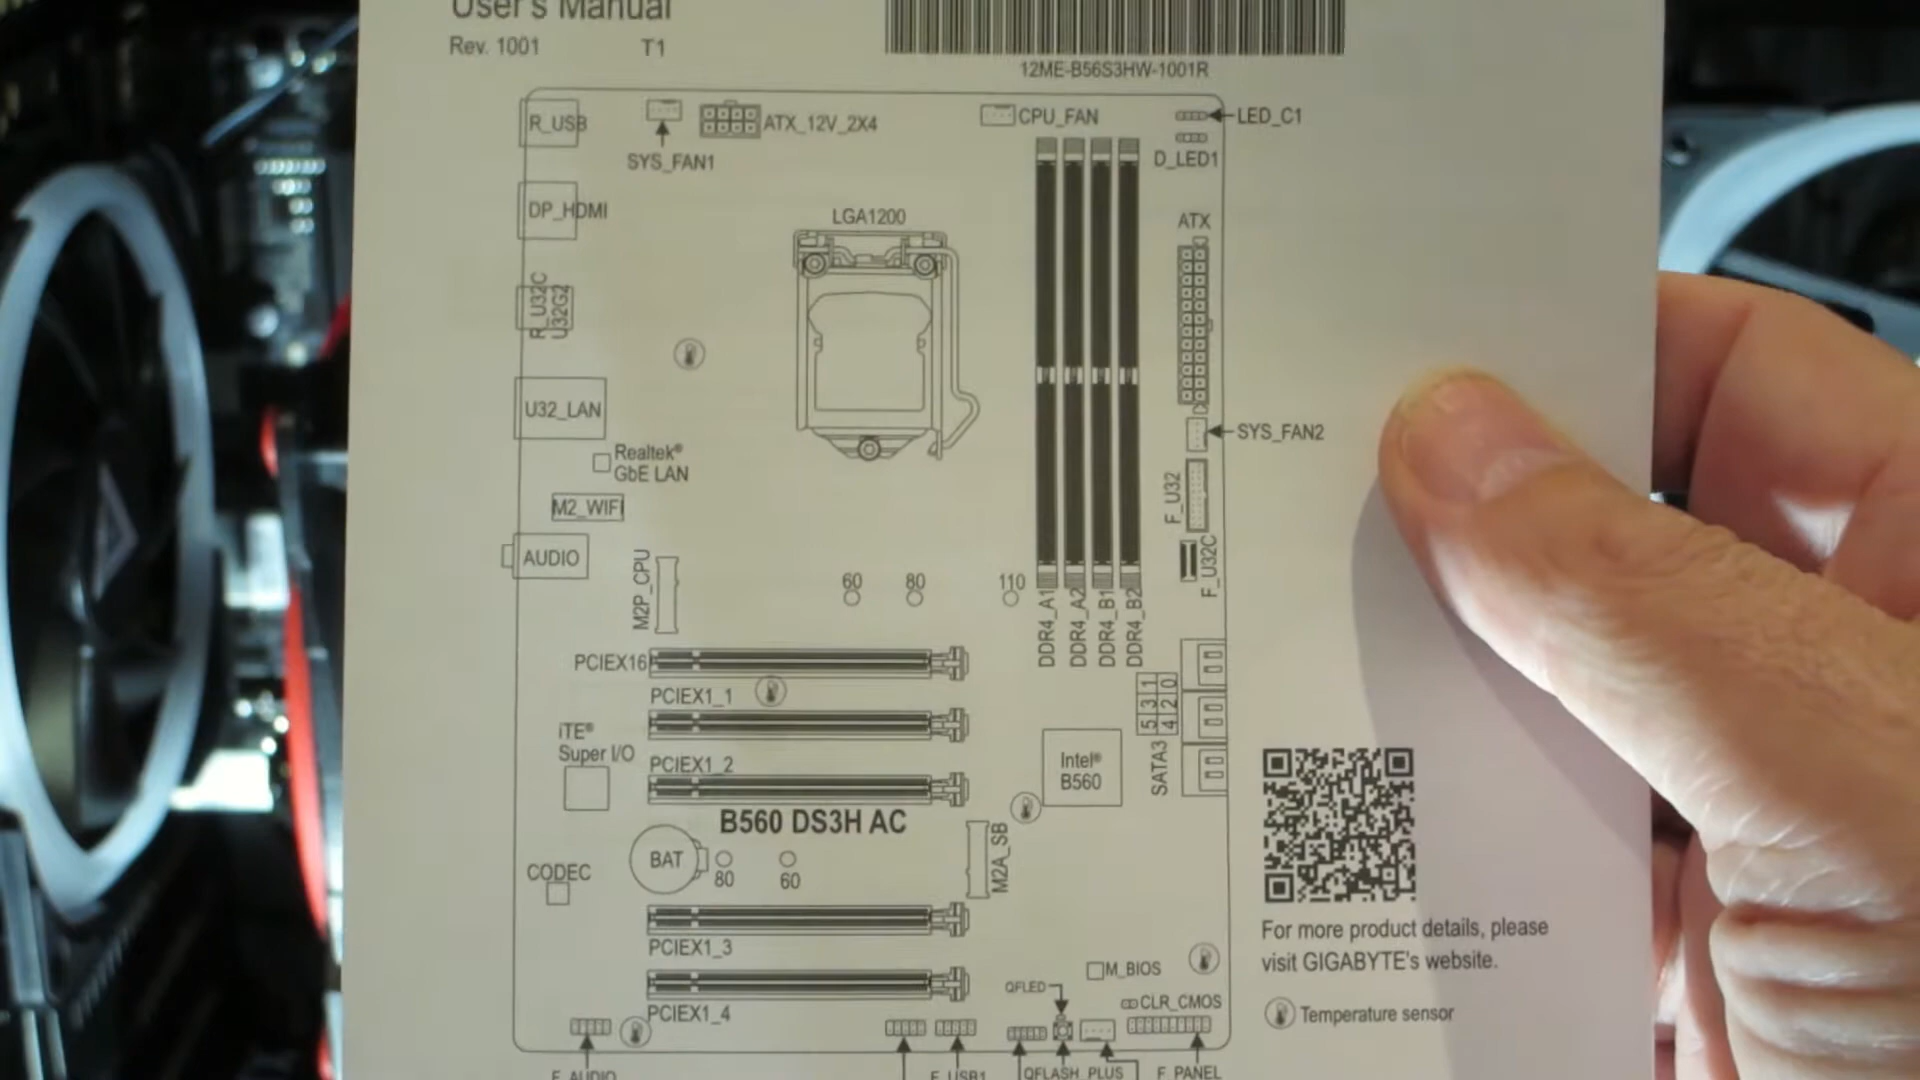 User's Manual
Rev. 1001 T1
12ME-B56S3HW-1001R
R_USB
SYS_FAN1
ATX_12V_2X4
CPU_FAN
LED_C1
D_LED1
DP_HDMI
LGA1200
ATX
R_U32C
U32G2
U32_LAN
SYS_FAN2
Realtek®
GbE LAN
F_U32
M2_WIFI
AUDIO
F_U32C
M2P_CPU
60 80 110
DDR4_A1
DDR4_A2
DDR4_B1
DDR4_B2
PCIEX16
PCIEX1_1
5 3 1
4 2 0
SATA3
iTE®
Super I/O
PCIEX1_2
Intel®
B560
B560 DS3H AC
BAT
80 60
M2A_SB
CODEC
PCIEX1_3
For more product details, please
visit GIGABYTE's website.
M_BIOS
QFLED
CLR_CMOS
PCIEX1_4
Temperature sensor
F_AUDIO
F_USB1
QFLASH_PLUS
F_PANEL